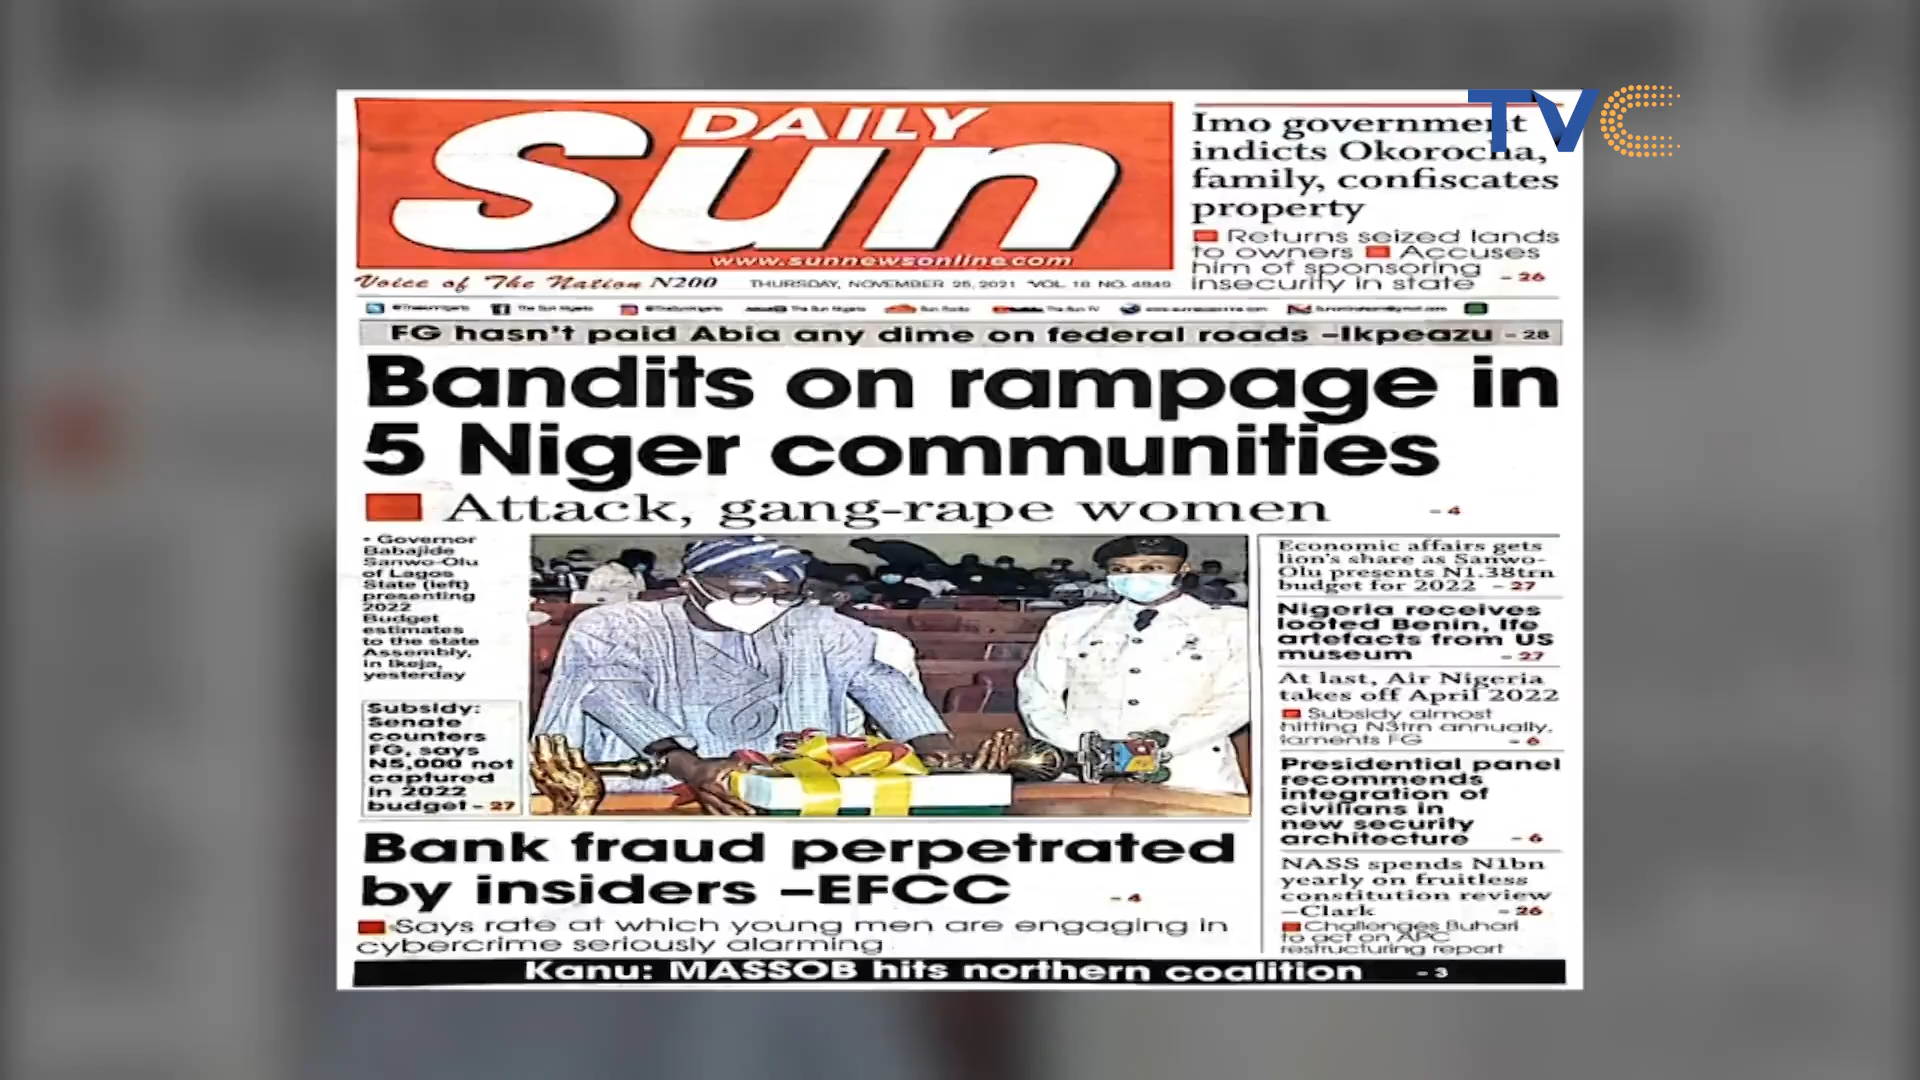 TVC
DAILY
Sun
www.sunnewsonline.com
Voice of The Nation N200
THURSDAY, NOVEMBER 25, 2021 VOL. 18 NO. 4849
Imo government
indicts Okorocha,
family, confiscates
property
Returns seized lands
to owners Accuses
him of sponsoring
insecurity in state - 26
FG hasn't paid Abia any dime on federal roads –Ikpeazu - 28
Bandits on rampage in
5 Niger communities
Attack, gang-rape women - 4
• Governor
Babajide
Sanwo-Olu
of Lagos
State (left)
presenting
2022
Budget
estimates
to the state
Assembly,
in Ikeja,
yesterday
Subsidy:
Senate
counters
FG, says
N5,000 not
captured
in 2022
budget - 27
Economic affairs gets
lion's share as Sanwo-
Olu presents N1.38trn
budget for 2022 - 27
Nigeria receives
looted Benin, Ife
artefacts from US
museum - 27
At last, Air Nigeria
takes off April 2022
Subsidy almost
hitting N3trn annually,
laments FG - 6
Presidential panel
recommends
integration of
civilians in
new security
architecture - 6
NASS spends N1bn
yearly on fruitless
constitution review
–Clark - 26
Challenges Buhari
to act on APC
restructuring report
Bank fraud perpetrated
by insiders –EFCC - 4
Says rate at which young men are engaging in
cybercrime seriously alarming
Kanu: MASSOB hits northern coalition - 3